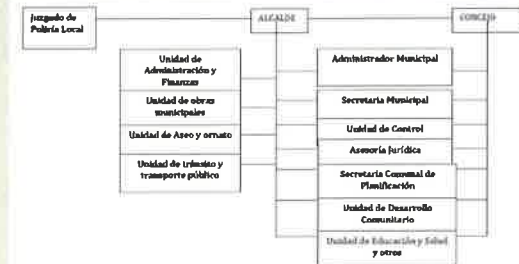 Juzgado de
Policía Local
ALCALDE
CONCEJO
Unidad de
Administración y
Finanzas
Unidad de obras
municipales
Unidad de Aseo y ornato
Unidad de tránsito y
transporte público
Administrador Municipal
Secretaria Municipal
Unidad de Control
Asesoría Jurídica
Secretaria Comunal de
Planificación
Unidad de Desarrollo
Comunitario
Unidad de Educación y Salud
y otros